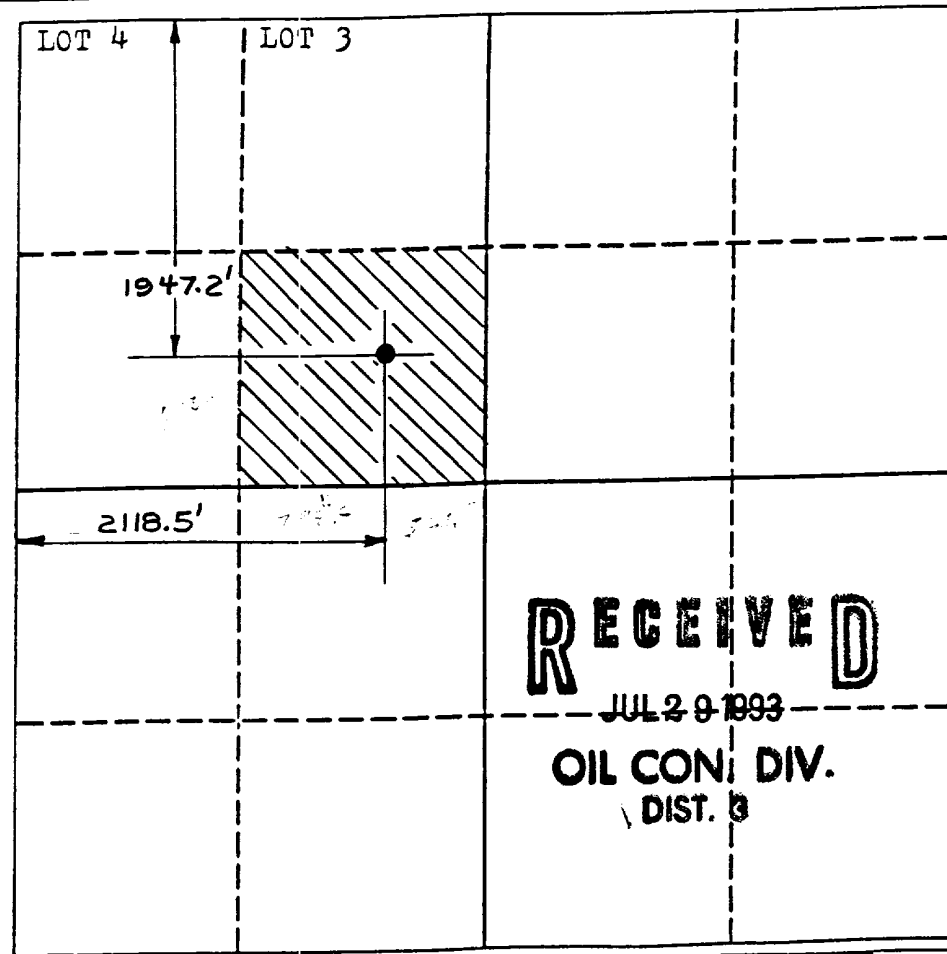 LOT 4
LOT 3
1947.2'
2118.5'
RECEIVED
JUL 29 1993
OIL CON. DIV.
DIST. 3